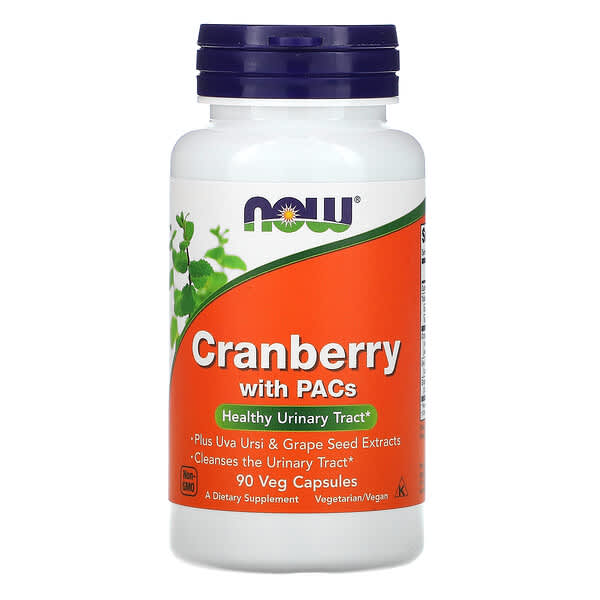 NOW®
Cranberry
with PACs
Healthy Urinary Tract*
• Plus Uva Ursi & Grape Seed Extracts
• Cleanses the Urinary Tract*
90 Veg Capsules
Non-
GMO
A Dietary Supplement Vegetarian/Vegan
K